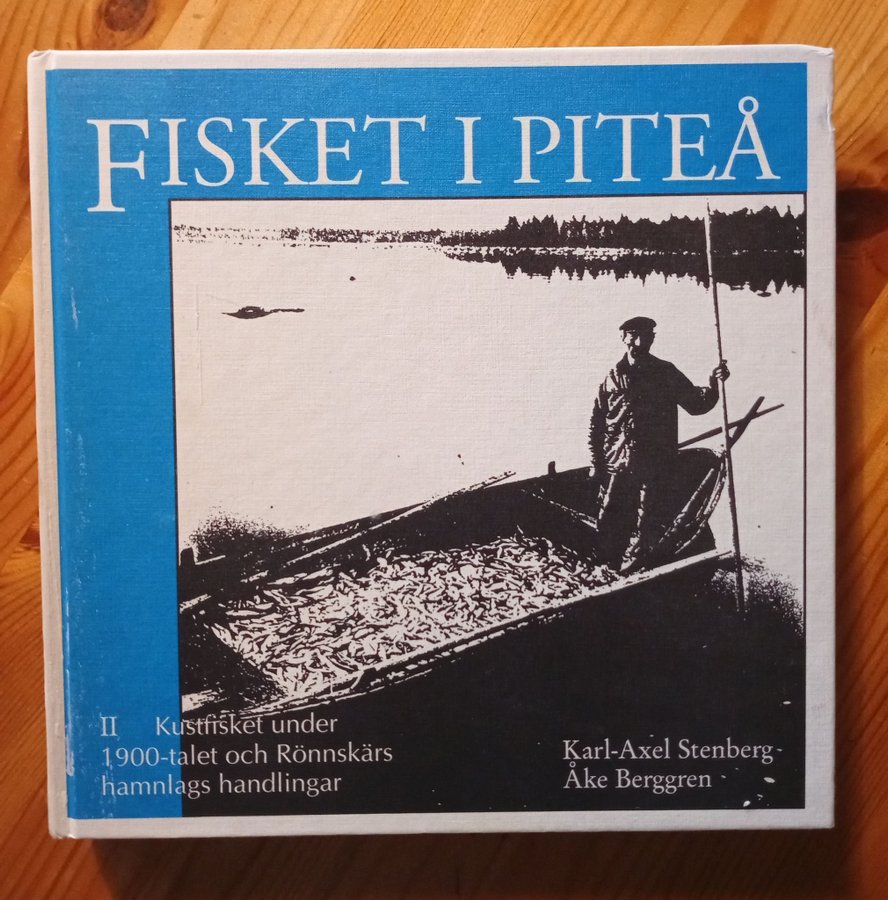 FISKET I PITEÅ
II Kustfisket under
1900-talet och Rönnskärs
hamnlags handlingar
Karl-Axel Stenberg
Åke Berggren